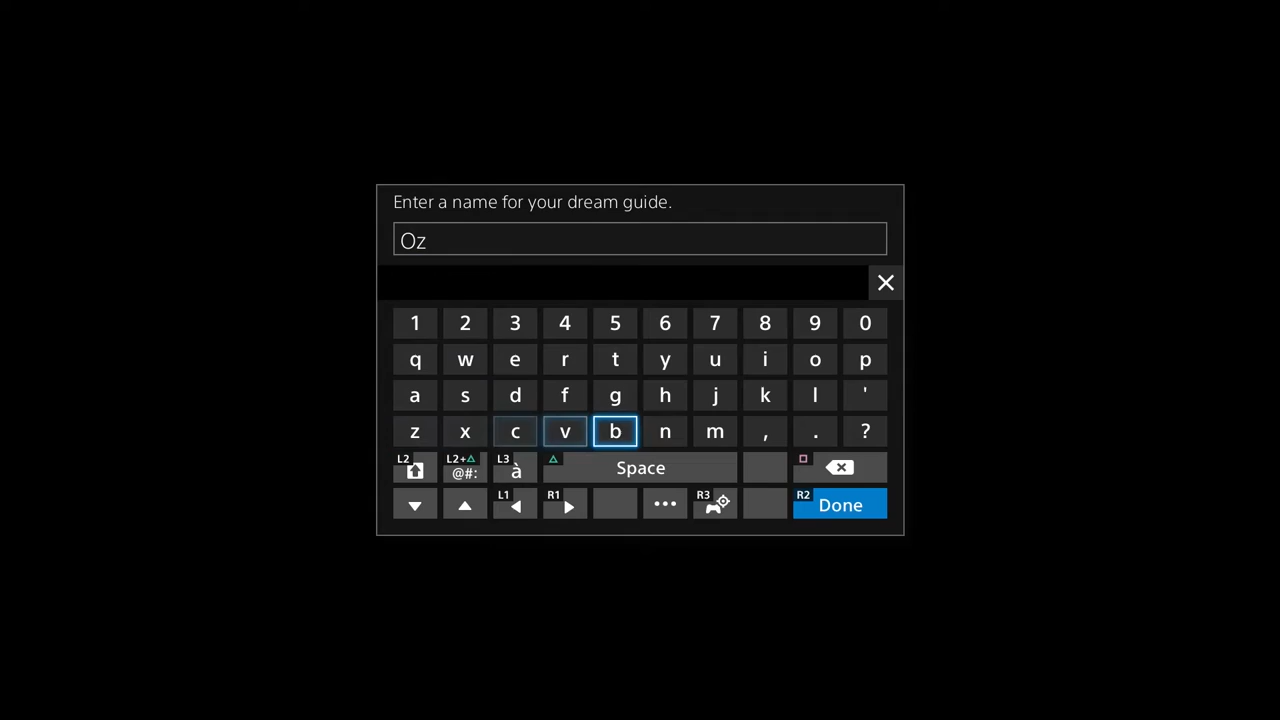 Enter a name for your dream guide.
Oz
1 2 3 4 5 6 7 8 9 0
q w e r t y u i o p
a s d f g h j k l '
z x c v b n m , . ?
L2 L2+△ @#: L3 à △ Space □
L1 R1 ... R3 R2 Done